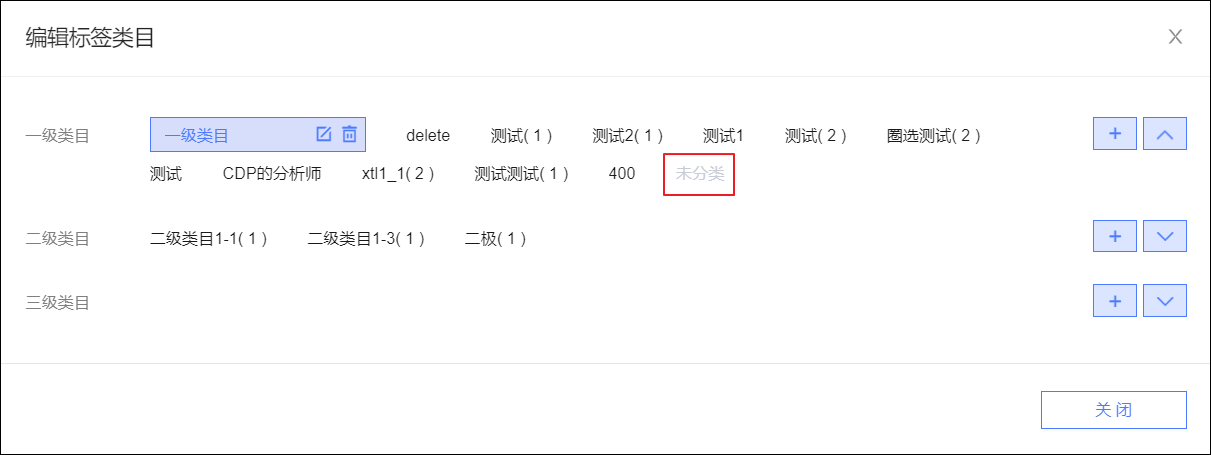 编辑标签类目
一级类目 一级类目 delete 测试( 1 ) 测试2( 1 ) 测试1 测试( 2 ) 圈选测试( 2 )
测试 CDP的分析师 xtl1_1( 2 ) 测试测试( 1 ) 400 未分类
二级类目 二级类目1-1( 1 ) 二级类目1-3( 1 ) 二极( 1 )
三级类目
关 闭